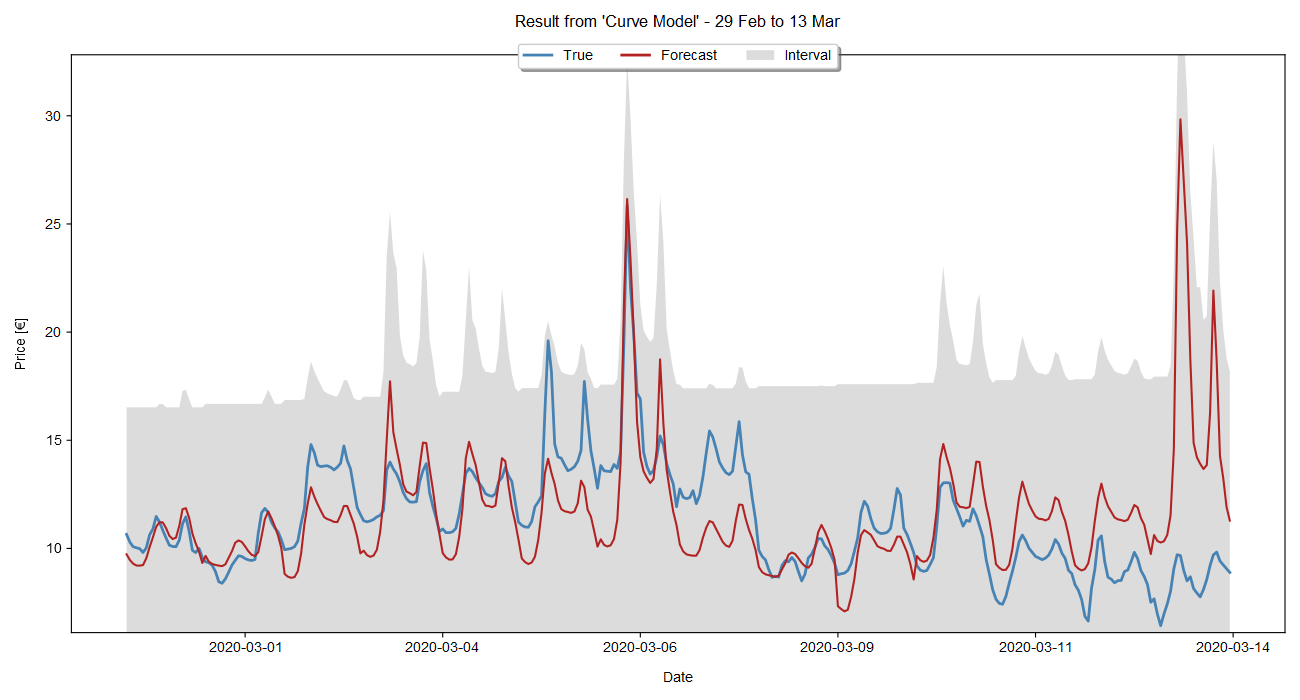 Result from 'Curve Model' - 29 Feb to 13 Mar
True Forecast Interval
30
25
20
15
10
Price [€]
2020-03-01 2020-03-04 2020-03-06 2020-03-09 2020-03-11 2020-03-14
Date